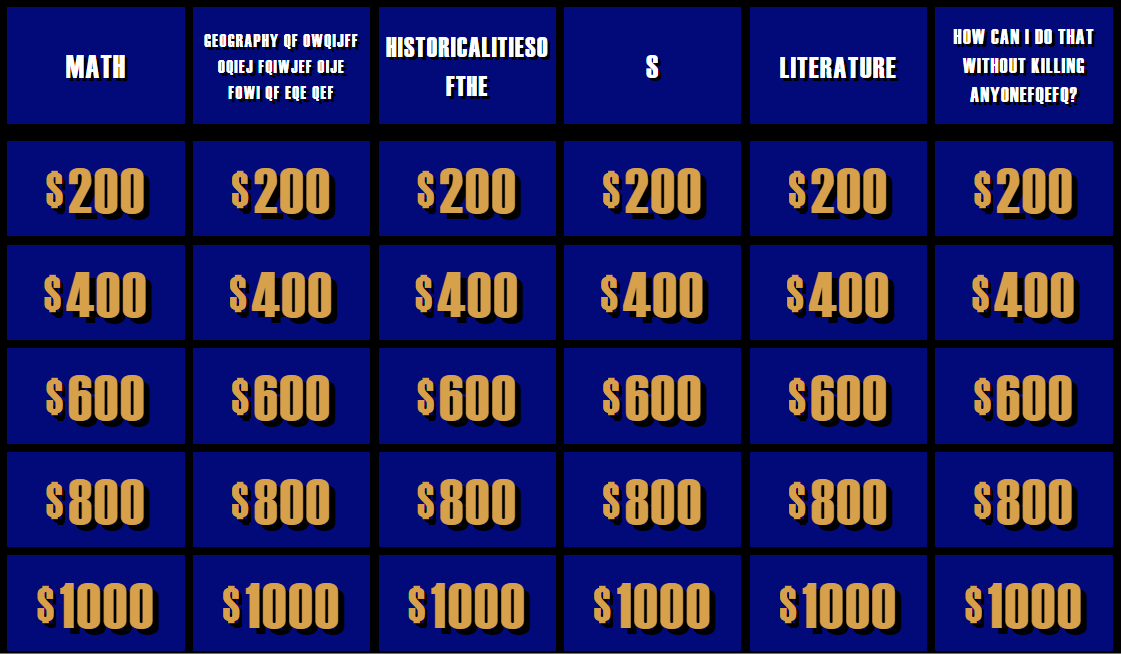 MATH
GEOGRAPHY QF OWQIJFF
OQIEJ FQIWJEF OIJE
FOWI QF EQE QEF
HISTORICALITIESO
FTHE
S
LITERATURE
HOW CAN I DO THAT
WITHOUT KILLING
ANYONEFQEFQ?
$200 $200 $200 $200 $200 $200
$400 $400 $400 $400 $400 $400
$600 $600 $600 $600 $600 $600
$800 $800 $800 $800 $800 $800
$1000 $1000 $1000 $1000 $1000 $1000